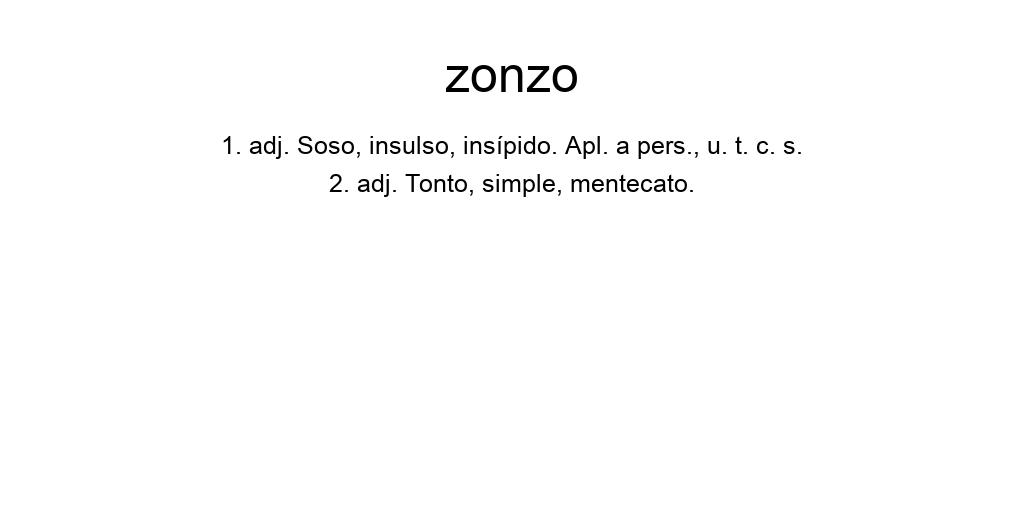 zonzo
1. adj. Soso, insulso, insípido. Apl. a pers., u. t. c. s.
2. adj. Tonto, simple, mentecato.